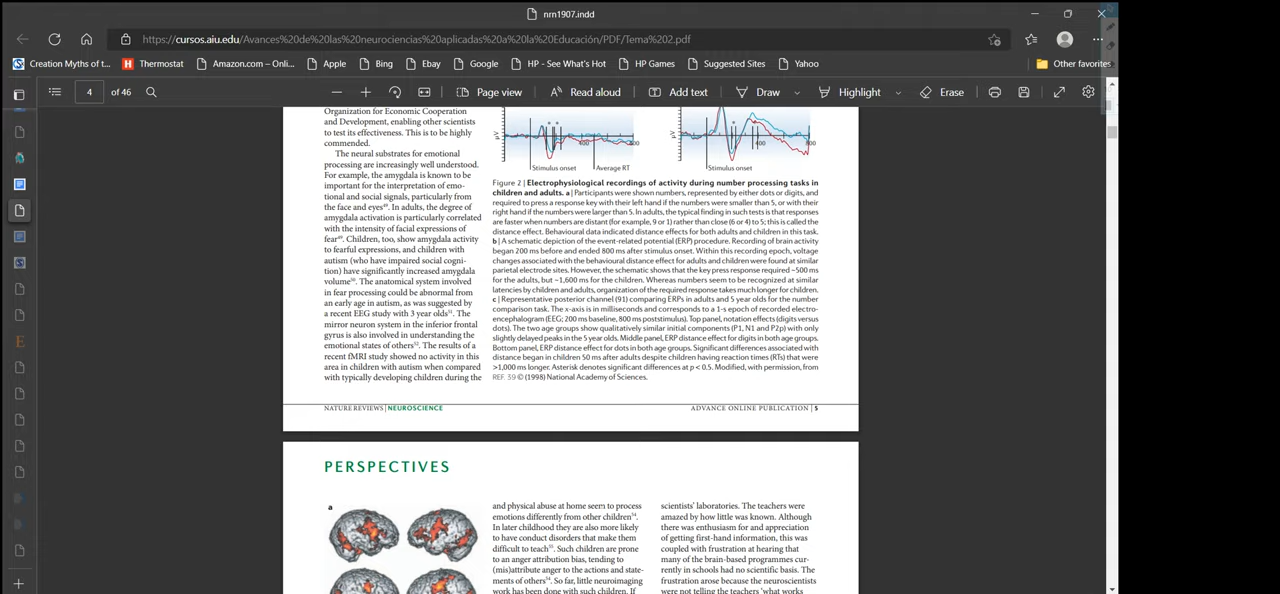 nrn1907.indd
https://cursos.aiu.edu/Avances%20de%20las%20neurociencias%20aplicadas%20a%20la%20Educación/PDF/Tema%202.pdf
Creation Myths of t... Thermostat Amazon.com – Onli... Apple Bing Ebay Google HP - See What's Hot HP Games Suggested Sites Yahoo Other favorites
4 of 46 Page view Read aloud Add text Draw Highlight Erase
Organization for Economic Cooperation
and Development, enabling other scientists
to test its effectiveness. This is to be highly
commended.
The neural substrates for emotional
processing are increasingly well understood.
For example, the amygdala is known to be
important for the interpretation of emo-
tional and social signals, particularly from
the face and eyes⁴⁸. In adults, the degree of
amygdala activation is particularly correlated
with the intensity of facial expressions of
fear⁴⁹. Children, too, show amygdala activity
to fearful expressions, and children with
autism (who have impaired social cogni-
tion) have significantly increased amygdala
volume⁵⁰. The anatomical system involved
in fear processing could be abnormal from
an early age in autism, as was suggested by
a recent EEG study with 3 year olds⁵¹. The
mirror neuron system in the inferior frontal
gyrus is also involved in understanding the
emotional states of others⁵². The results of a
recent fMRI study showed no activity in this
area in children with autism when compared
with typically developing children during the
µV 400 800
Stimulus onset Average RT
µV 400 800
Stimulus onset
Figure 2 | Electrophysiological recordings of activity during number processing tasks in
children and adults. a | Participants were shown numbers, represented by either dots or digits, and
required to press a response key with their left hand if the numbers were smaller than 5, or with their
right hand if the numbers were larger than 5. In adults, the typical finding in such tests is that responses
are faster when numbers are distant (for example, 9 or 1) rather than close (6 or 4) to 5; this is called the
distance effect. Behavioural data indicated distance effects for both adults and children in this task.
b | A schematic depiction of the event-related potential (ERP) procedure. Recording of brain activity
began 200 ms before and ended 800 ms after stimulus onset. Within this recording epoch, voltage
changes associated with the behavioural distance effect for adults and children were found at similar
parietal electrode sites. However, the schematic shows that the key press response required ~500 ms
for the adults, but ~1,600 ms for the children. Whereas numbers seem to be recognized at similar
latencies by children and adults, organization of the required response takes much longer for children.
c | Representative posterior channel (91) comparing ERPs in adults and 5 year olds for the number
comparison task. The x-axis is in milliseconds and corresponds to a 1-s epoch of recorded electro-
encephalogram (EEG; 200 ms baseline, 800 ms poststimulus). Top panel, notation effects (digits versus
dots). The two age groups show qualitatively similar initial components (P1, N1 and P2p) with only
slightly delayed peaks in the 5 year olds. Middle panel, ERP distance effect for digits in both age groups.
Bottom panel, ERP distance effect for dots in both age groups. Significant differences associated with
distance began in children 50 ms after adults despite children having reaction times (RTs) that were
>1,000 ms longer. Asterisk denotes significant differences at p < 0.5. Modified, with permission, from
REF. 39 © (1998) National Academy of Sciences.
NATURE REVIEWS | NEUROSCIENCE ADVANCE ONLINE PUBLICATION | 5
PERSPECTIVES
a
and physical abuse at home seem to process
emotions differently from other children⁵⁴.
In later childhood they are also more likely
to have conduct disorders that make them
difficult to teach⁵⁵. Such children are prone
to an anger attribution bias, tending to
(mis)attribute anger to the actions and state-
ments of others⁵⁴. So far, little neuroimaging
work has been done with such children. If
scientists' laboratories. The teachers were
amazed by how little was known. Although
there was enthusiasm for and appreciation
of getting first-hand information, this was
coupled with frustration at hearing that
many of the brain-based programmes cur-
rently in schools had no scientific basis. The
frustration arose because the neuroscientists
were not telling the teachers 'what works